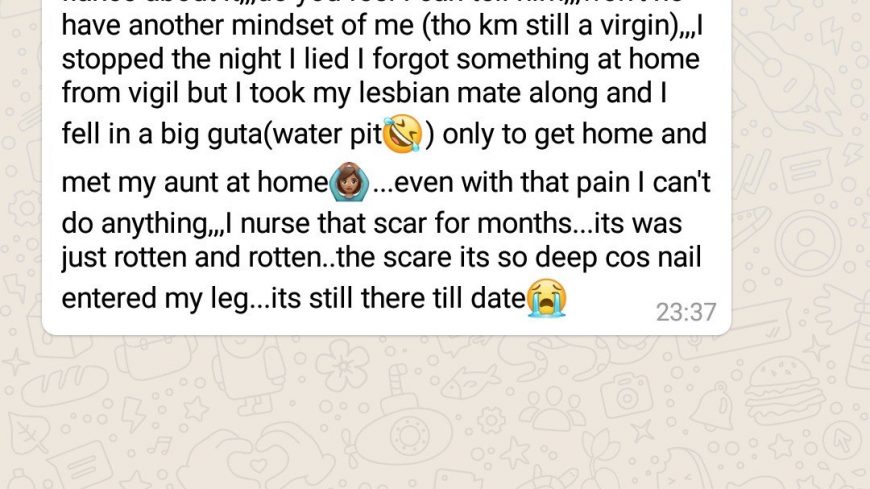 have another mindset of me (tho km still a virgin),,,I
stopped the night I lied I forgot something at home
from vigil but I took my lesbian mate along and I
fell in a big guta(water pit🤣) only to get home and
met my aunt at home🙆🏽‍♀️...even with that pain I can't
do anything,,,I nurse that scar for months...its was
just rotten and rotten..the scare its so deep cos nail
entered my leg...its still there till date😭
23:37